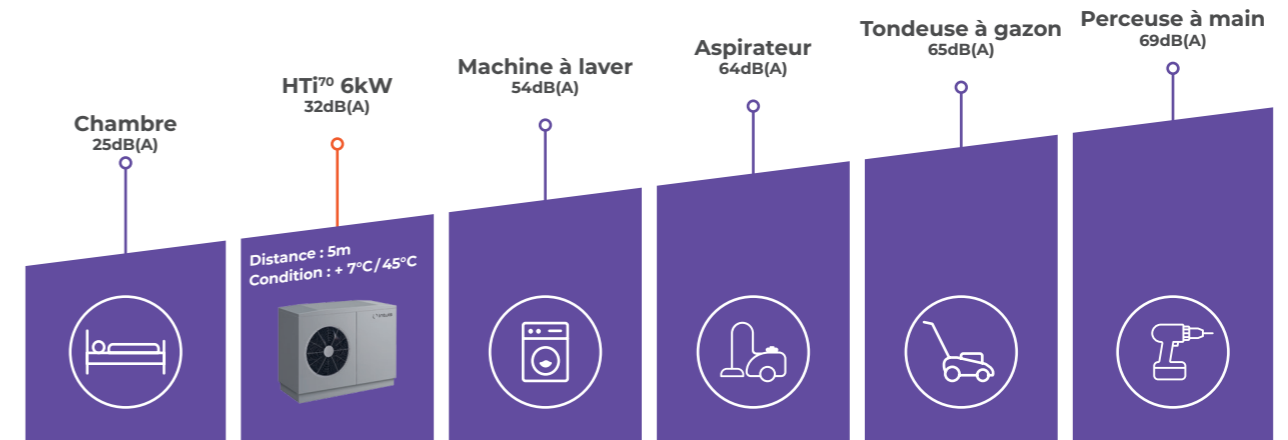 Chambre
25dB(A)
HTi⁷⁰ 6kW
32dB(A)
Machine à laver
54dB(A)
Aspirateur
64dB(A)
Tondeuse à gazon
65dB(A)
Perceuse à main
69dB(A)
Distance : 5m
Condition : + 7°C / 45°C